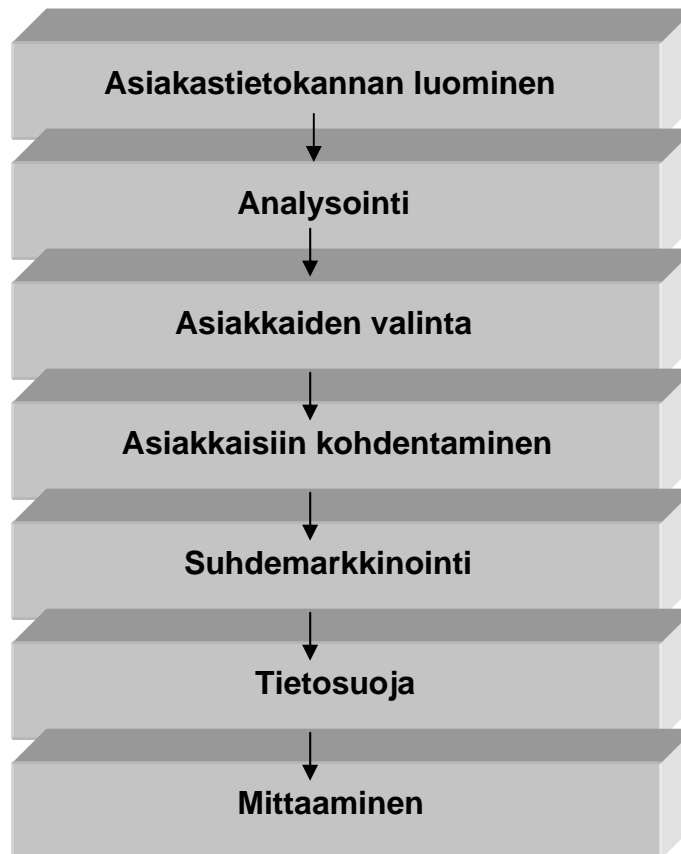 Asiakastietokannan luominen
Analysointi
Asiakkaiden valinta
Asiakkaisiin kohdentaminen
Suhdemarkkinointi
Tietosuoja
Mittaaminen